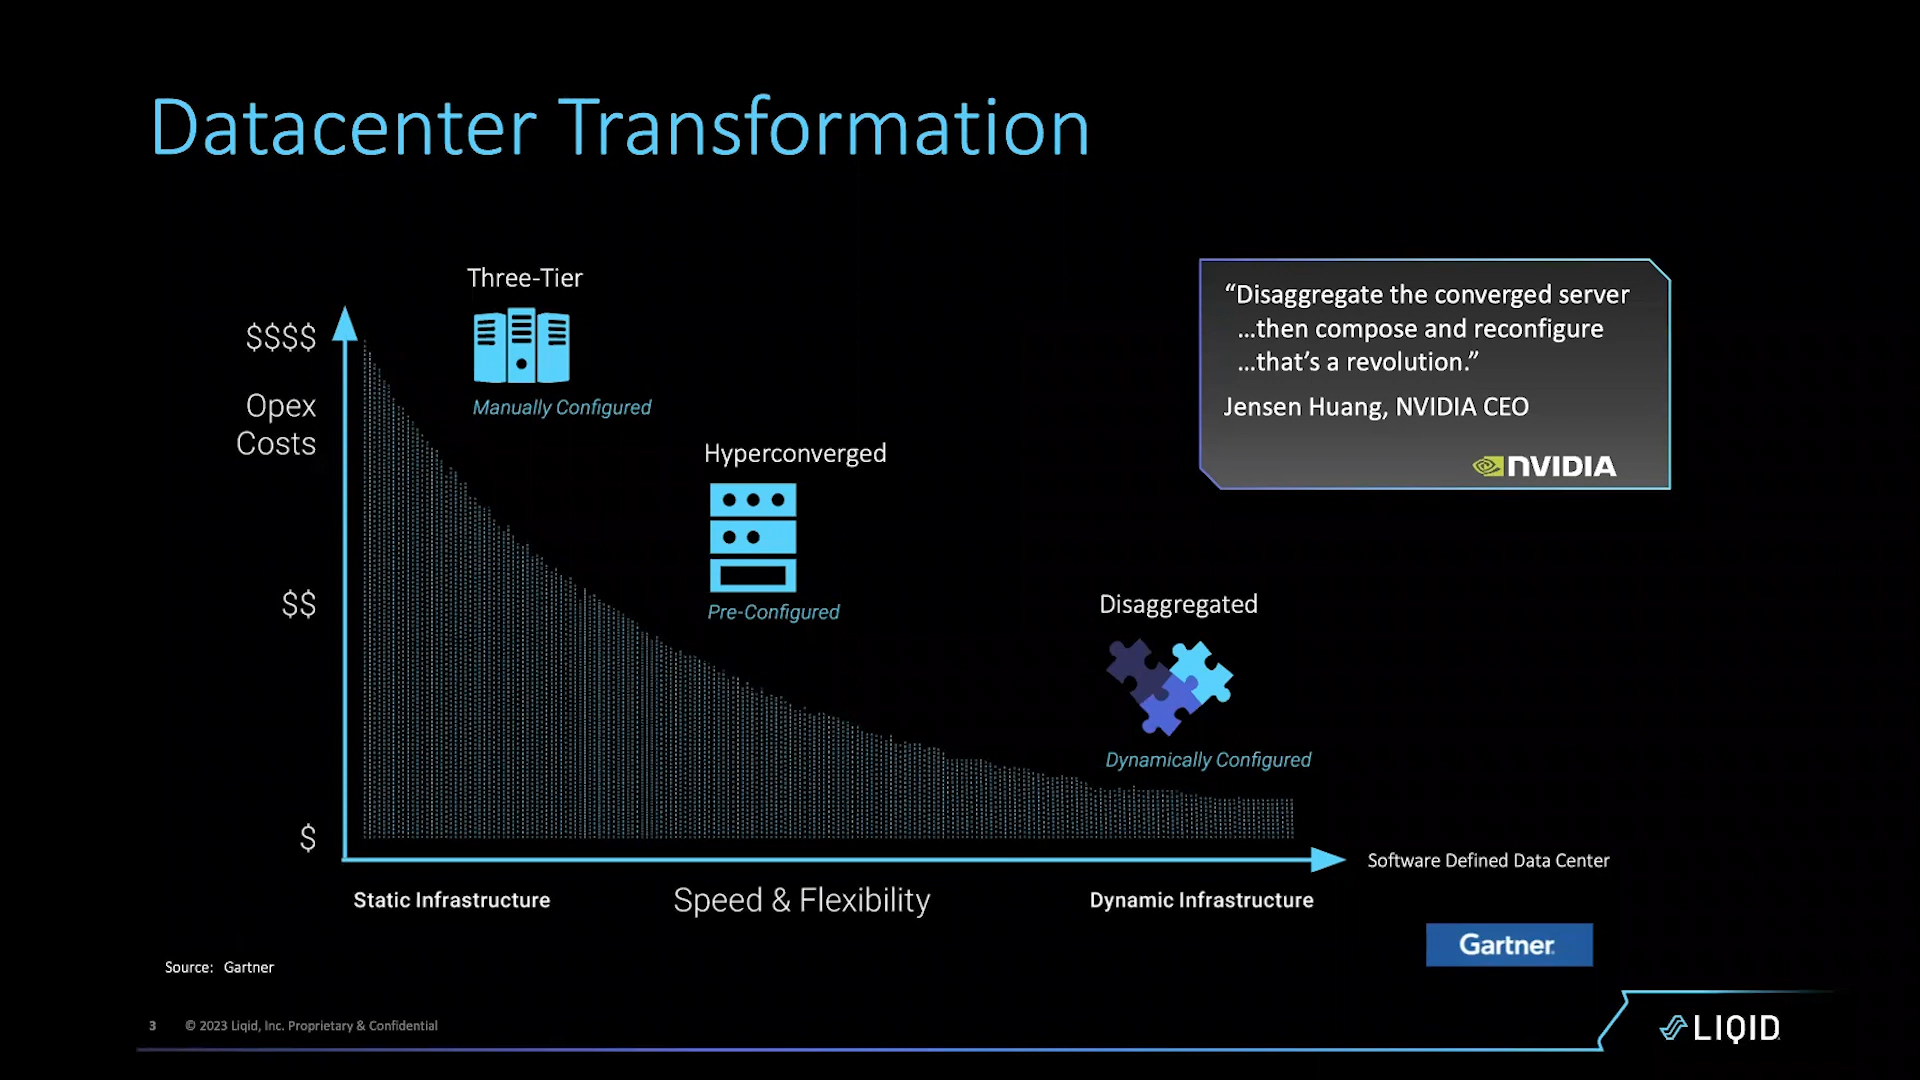 Datacenter Transformation
Three-Tier
Manually Configured
$$$$
Opex
Costs
$$
$
Hyperconverged
Pre-Configured
Disaggregated
Dynamically Configured
“Disaggregate the converged server
...then compose and reconfigure
...that’s a revolution.”
Jensen Huang, NVIDIA CEO
NVIDIA
Software Defined Data Center
Static Infrastructure
Speed & Flexibility
Dynamic Infrastructure
Gartner
Source: Gartner
3 © 2023 Liqid, Inc. Proprietary & Confidential
LIQID